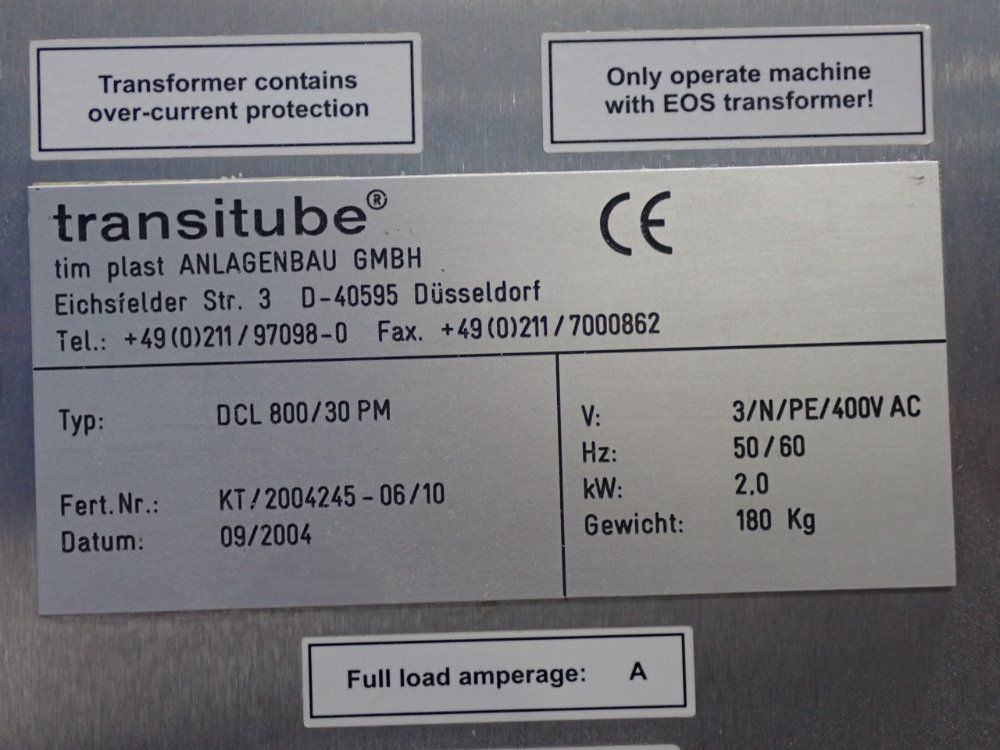 Transformer contains
over-current protection
Only operate machine
with EOS transformer!
transitube®
CE
tim plast ANLAGENBAU GMBH
Eichsfelder Str. 3 D-40595 Düsseldorf
Tel.: +49(0)211/97098-0 Fax. +49(0)211/7000862
Typ: DCL 800/30 PM
Fert.Nr.: KT/2004245-06/10
Datum: 09/2004
V: 3/N/PE/400V AC
Hz: 50/60
kW: 2.0
Gewicht: 180 Kg
Full load amperage: A